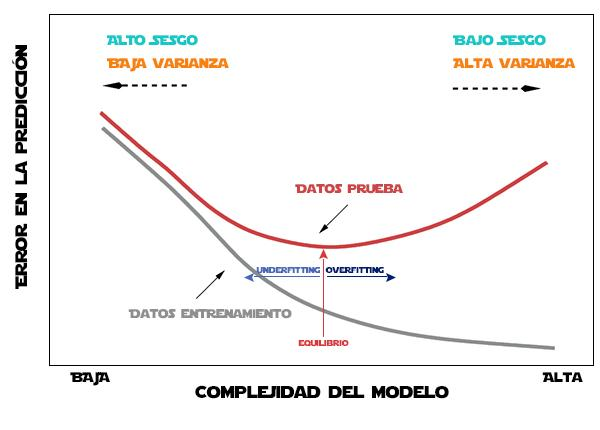 ALTO SESGO
BAJA VARIANZA
BAJO SESGO
ALTA VARIANZA
ERROR EN LA PREDICCIÓN
DATOS PRUEBA
UNDERFITTING OVERFITTING
DATOS ENTRENAMIENTO
EQUILIBRIO
BAJA
ALTA
COMPLEJIDAD DEL MODELO